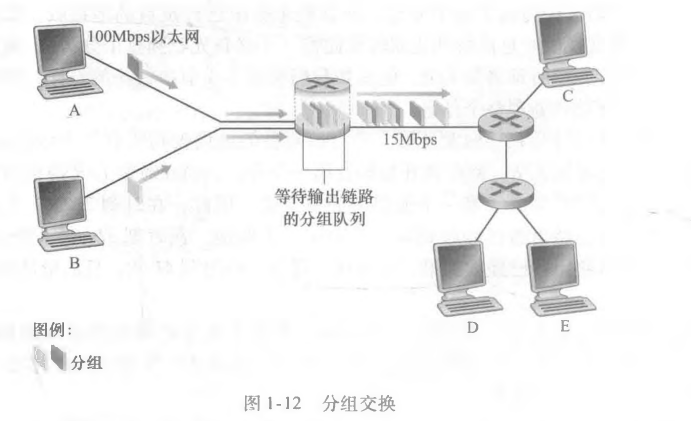 100Mbps以太网
A
C
15Mbps
等待输出链路
的分组队列
B
D
E
图例：
分组
图1-12 分组交换